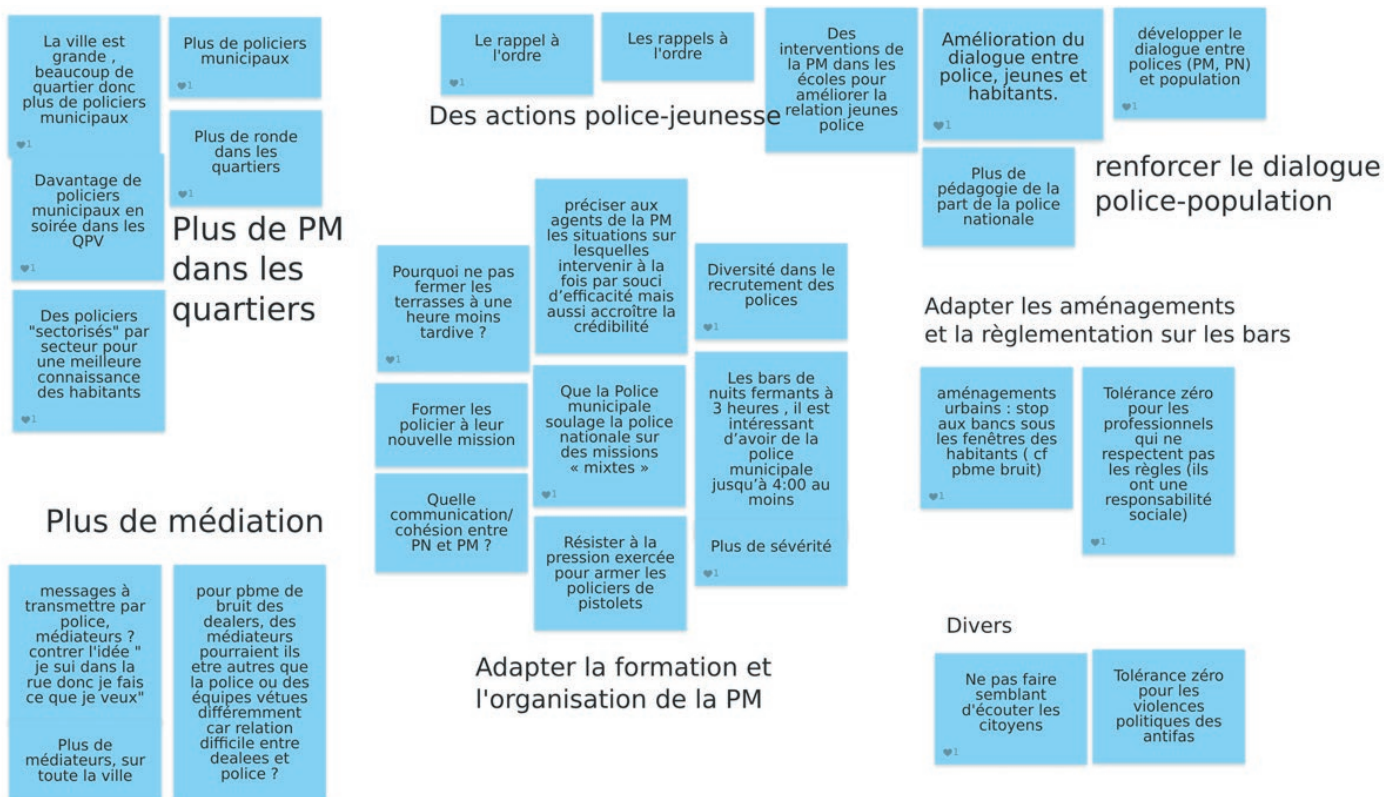 La ville est
grande ,
beaucoup de
quartier donc
plus de policiers
municipaux
1
Plus de policiers
municipaux
1
Plus de ronde
dans les
quartiers
1
Davantage de
policiers
municipaux en
soirée dans les
QPV
1
Plus de PM
dans les
quartiers
Des policiers
"sectorisés" par
secteur pour
une meilleure
connaissance
des habitants
1
Le rappel à
l'ordre
1
Les rappels à
l'ordre
Des
interventions de
la PM dans les
écoles pour
améliorer la
relation jeunes
police
Des actions police-jeunesse
Amélioration du
dialogue entre
police, jeunes et
habitants.
1
développer le
dialogue entre
polices (PM, PN)
et population
1
Plus de
pédagogie de la
part de la police
nationale
renforcer le dialogue
police-population
Pourquoi ne pas
fermer les
terrasses à une
heure moins
tardive ?
1
préciser aux
agents de la PM
les situations sur
lesquelles
intervenir à la
fois par souci
d’efficacité mais
aussi accroître la
crédibilité
Diversité dans le
recrutement des
polices
1
Former les
policier à leur
nouvelle mission
Que la Police
municipale
soulage la police
nationale sur
des missions
« mixtes »
1
Les bars de
nuits fermants à
3 heures , il est
intéressant
d’avoir de la
police
municipale
jusqu’à 4:00 au
moins
Quelle
communication/
cohésion entre
PN et PM ?
Résister à la
pression exercée
pour armer les
policiers de
pistolets
Plus de sévérité
1
Adapter la formation et
l'organisation de la PM
Adapter les aménagements
et la règlementation sur les bars
aménagements
urbains : stop
aux bancs sous
les fenêtres des
habitants ( cf
pbme bruit)
1
Tolérance zéro
pour les
professionnels
qui ne
respectent pas
les règles (ils
ont une
responsabilité
sociale)
1
Plus de médiation
messages à
transmettre par
police,
médiateurs ?
contrer l'idée "
je sui dans la
rue donc je fais
ce que je veux"
Plus de
médiateurs, sur
toute la ville
pour pbme de
bruit des
dealers, des
médiateurs
pourraient ils
etre autres que
la police ou des
équipes vétues
différemment
car relation
difficile entre
dealees et
police ?
Divers
Ne pas faire
semblant
d'écouter les
citoyens
1
Tolérance zéro
pour les
violences
politiques des
antifas